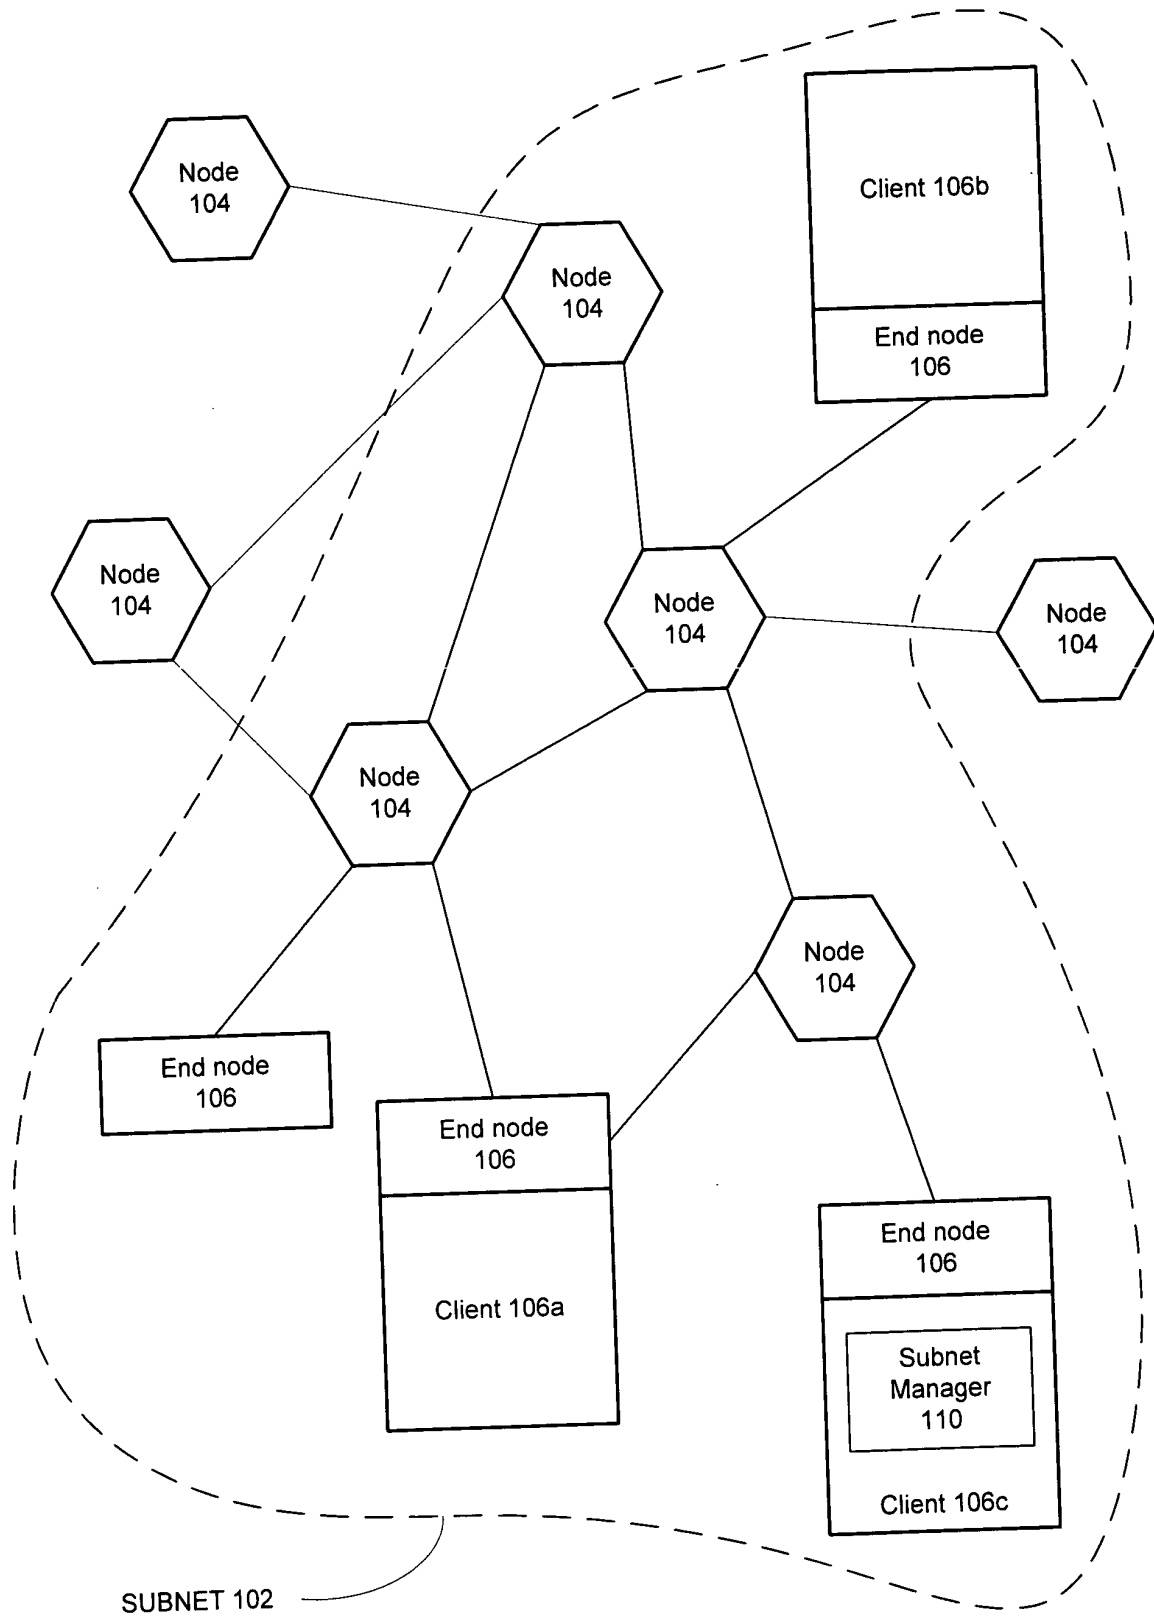 Node
104
Client 106b
Node
104
End node
106
Node
104
Node
104
Node
104
Node
104
Node
104
End node
106
End node
106
End node
106
Client 106a
Subnet
Manager
110
Client 106c
SUBNET 102